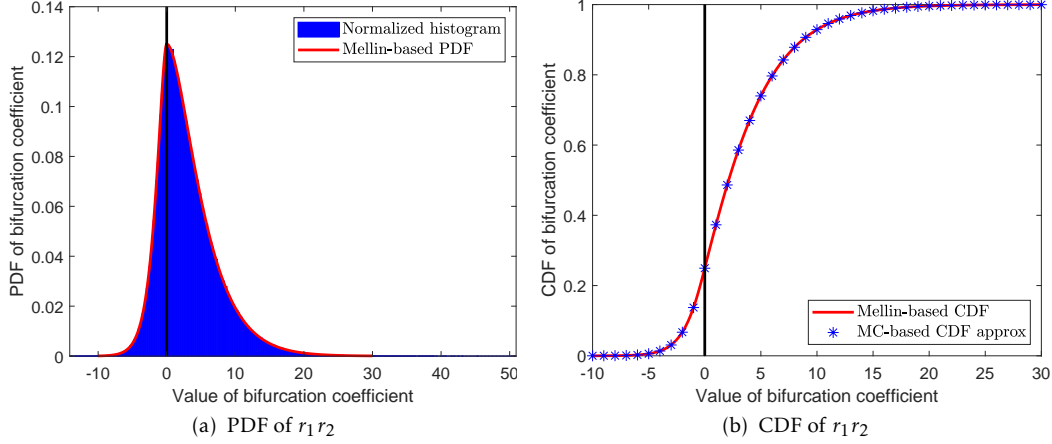 0.14
0.12
0.1
0.08
0.06
0.04
0.02
0
-10 0 10 20 30 40 50
PDF of bifurcation coefficient
Value of bifurcation coefficient
Normalized histogram
Mellin-based PDF
(a) PDF of r₁r₂
1
0.8
0.6
0.4
0.2
0
-10 -5 0 5 10 15 20 25 30
CDF of bifurcation coefficient
Value of bifurcation coefficient
Mellin-based CDF
MC-based CDF approx
(b) CDF of r₁r₂